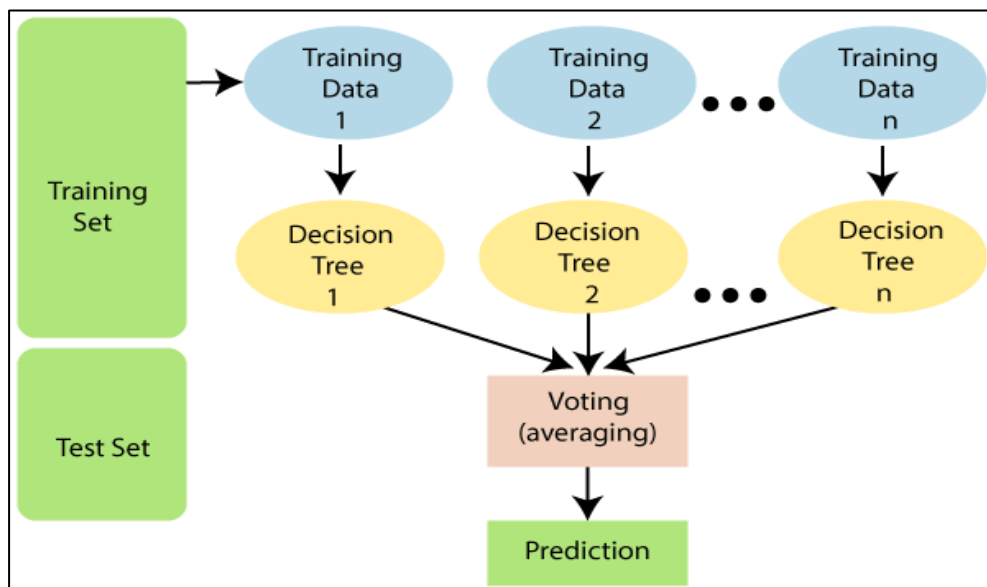 Training
Set
Test Set
Training
Data
1
Training
Data
2
Training
Data
n
Decision
Tree
1
Decision
Tree
2
Decision
Tree
n
Voting
(averaging)
Prediction